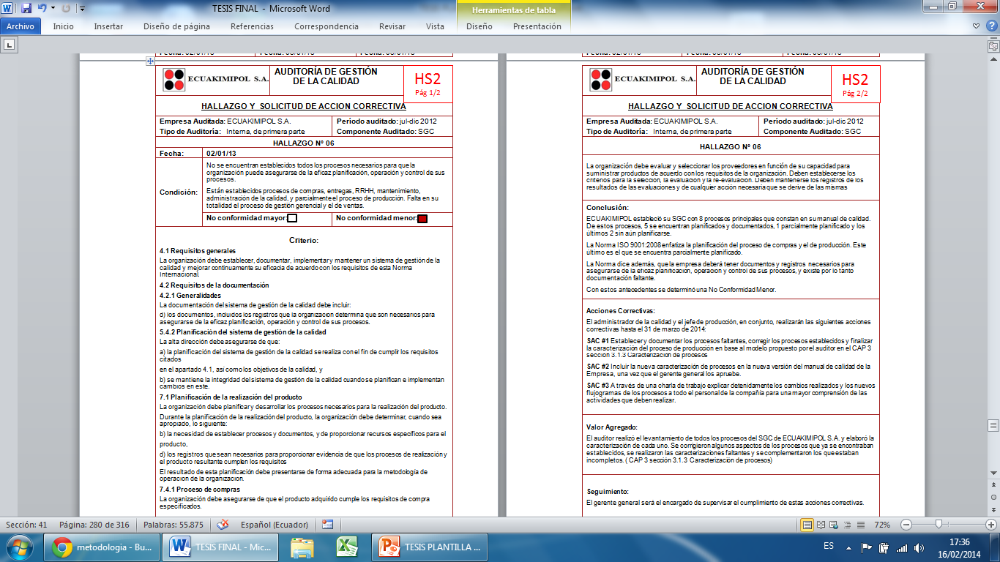 TESIS FINAL - Microsoft Word
Herramientas de tabla
Archivo Inicio Insertar Diseño de página Referencias Correspondencia Revisar Vista Diseño Presentación
ECUAKIMIPOL S.A.
AUDITORÍA DE GESTIÓN
DE LA CALIDAD
HS2
Pág 1/2
HALLAZGO Y SOLICITUD DE ACCION CORRECTIVA
Empresa Auditada: ECUAKIMIPOL S.A.
Período auditado: jul-dic 2012
Tipo de Auditoría: Interna, de primera parte
Componente Auditado: SGC
HALLAZGO Nº 06
Fecha: 02/01/13
Condición:
No se encuentran establecidos todos los procesos necesarios para que la
organización puede asegurarse de la eficaz planificación, operación y control de sus
procesos.
Están establecidos procesos de compras, entregas, RRHH, mantenimiento,
administración de la calidad, y parcialmente el proceso de producción. Falta en su
totalidad el proceso de gestión gerencial y el de ventas.
No conformidad mayor:
No conformidad menor:
Criterio:
4.1 Requisitos generales
La organización debe establecer, documentar, implementar y mantener un sistema de gestión de la
calidad y mejorar continuamente su eficacia de acuerdo con los requisitos de esta Norma
Internacional.
4.2 Requisitos de la documentación
4.2.1 Generalidades
La documentación del sistema de gestión de la calidad debe incluir:
d) los documentos, incluidos los registros que la organización determina que son necesarios para
asegurarse de la eficaz planificación, operación y control de sus procesos.
5.4.2 Planificación del sistema de gestión de la calidad
La alta dirección debe asegurarse de que:
a) la planificación del sistema de gestión de la calidad se realiza con el fin de cumplir los requisitos
citados
en el apartado 4.1, así como los objetivos de la calidad, y
b) se mantiene la integridad del sistema de gestión de la calidad cuando se planifican e implementan
cambios en este.
7.1 Planificación de la realización del producto
La organización debe planificar y desarrollar los procesos necesarios para la realización del producto.
Durante la planificación de la realización del producto, la organización debe determinar, cuando sea
apropiado, lo siguiente:
b) la necesidad de establecer procesos y documentos, y de proporcionar recursos específicos para el
producto,
d) los registros que sean necesarios para proporcionar evidencia de que los procesos de realización y
el producto resultante cumplen los requisitos
El resultado de esta planificación debe presentarse de forma adecuada para la metodología de
operación de la organización.
7.4.1 Proceso de compras
La organización debe asegurarse de que el producto adquirido cumple los requisitos de compra
especificados.
ECUAKIMIPOL S.A.
AUDITORÍA DE GESTIÓN
DE LA CALIDAD
HS2
Pág 2/2
HALLAZGO Y SOLICITUD DE ACCION CORRECTIVA
Empresa Auditada: ECUAKIMIPOL S.A.
Período auditado: jul-dic 2012
Tipo de Auditoría: Interna, de primera parte
Componente Auditado: SGC
HALLAZGO Nº 06
La organización debe evaluar y seleccionar los proveedores en función de su capacidad para
suministrar productos de acuerdo con los requisitos de la organización. Deben establecerse los
criterios para la selección, la evaluación y la re-evaluación. Deben mantenerse los registros de los
resultados de las evaluaciones y de cualquier acción necesaria que se derive de las mismas
Conclusión:
ECUAKIMIPOL estableció su SGC con 8 procesos principales que constan en su manual de calidad.
De estos procesos, 5 se encuentran planificados y documentados, 1 parcialmente planificado y los
últimos 2 sin aún planificarse.
La Norma ISO 9001:2008 enfatiza la planificación del proceso de compras y el de producción. Este
último es el que se encuentra parcialmente planificado.
La Norma dice además, que la empresa deberá tener documentos y registros necesarios para
asegurarse de la eficaz planificación, operación y control de sus procesos, y existe por lo tanto
documentación faltante.
Con estos antecedentes se determinó una No Conformidad Menor.
Acciones Correctivas:
El administrador de la calidad y el jefe de producción, en conjunto, realizarán las siguientes acciones
correctivas hasta el 31 de marzo de 2014:
SAC #1 Establecer y documentar los procesos faltantes, corregir los procesos establecidos y finalizar
la caracterización del proceso de producción en base al modelo propuesto por el auditor en el CAP 3
sección 3.1.3 Caracterización de procesos
SAC #2 Incluir la nueva caracterización de procesos en la nueva versión del manual de calidad de la
Empresa, una vez que el gerente general los apruebe.
SAC #3 A través de una charla de trabajo explicar detenidamente los cambios realizados y los nuevos
flujogramas de los procesos a todo el personal de la compañía para una mayor comprensión de las
actividades que deben realizar.
Valor Agregado:
El auditor realizó el levantamiento de todos los procesos del SGC de ECUAKIMIPOL S.A. y elaboró la
caracterización de cada uno. Se corrigieron algunos aspectos de los procesos que ya se encontraban
establecidos, se realizaron las caracterizaciones faltantes y se complementaron los que estaban
incompletos. ( CAP 3 sección 3.1.3 Caracterización de procesos)
Seguimiento:
El gerente general será el encargado de supervisar el cumplimiento de estas acciones correctivas.
Sección: 41 Página: 280 de 316 Palabras: 55.875 Español (Ecuador) 72%
metodologia - Bu... TESIS FINAL - Mic... TESIS PLANTILLA ... ES 17:36
16/02/2014